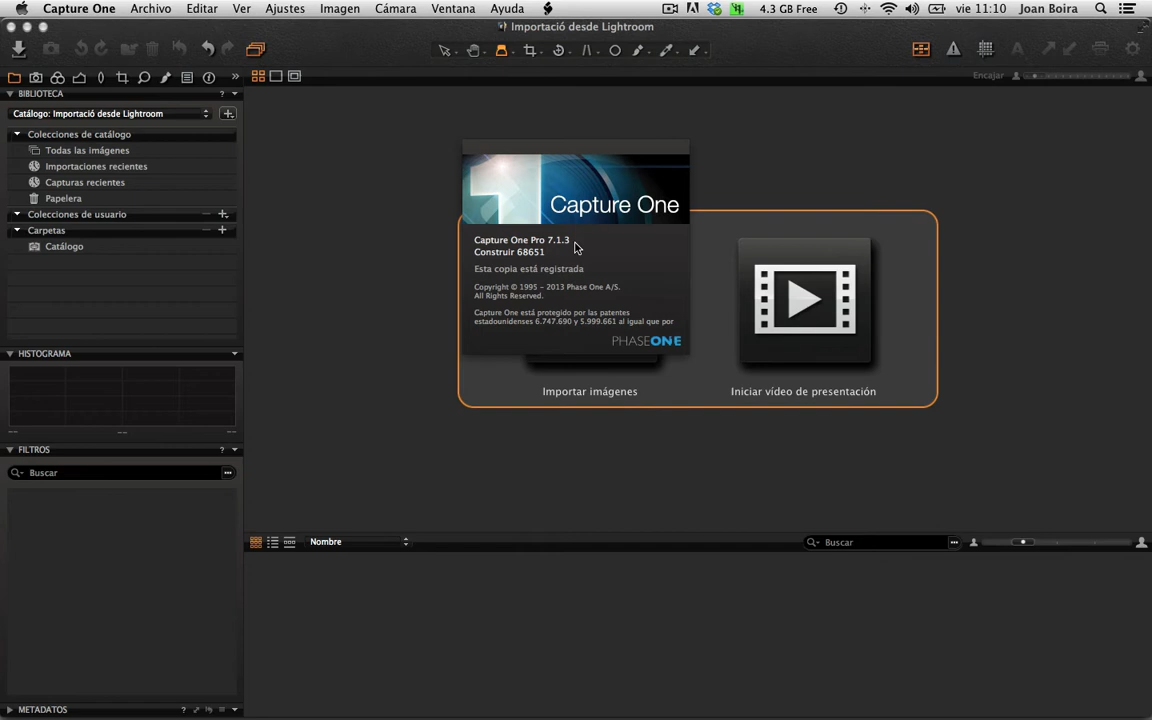 Capture One Archivo Editar Ver Ajustes Imagen Cámara Ventana Ayuda 4.3 GB Free vie 11:10 Joan Boira
Importació desde Lightroom
Encajar
BIBLIOTECA ?
Catálogo: Importació desde Lightroom
Colecciones de catálogo
Todas las imágenes
Importaciones recientes
Capturas recientes
Papelera
Colecciones de usuario
Carpetas
Catálogo
HISTOGRAMA
FILTROS ?
Buscar
METADATOS ?
1 Capture One
Capture One Pro 7.1.3
Construir 68651
Esta copia está registrada
Copyright © 1995 – 2013 Phase One A/S.
All Rights Reserved.
Capture One está protegido por las patentes
estadounidenses 6.747.690 y 5.999.661 al igual que por
PHASEONE
Importar imágenes
Iniciar vídeo de presentación
Nombre
Buscar